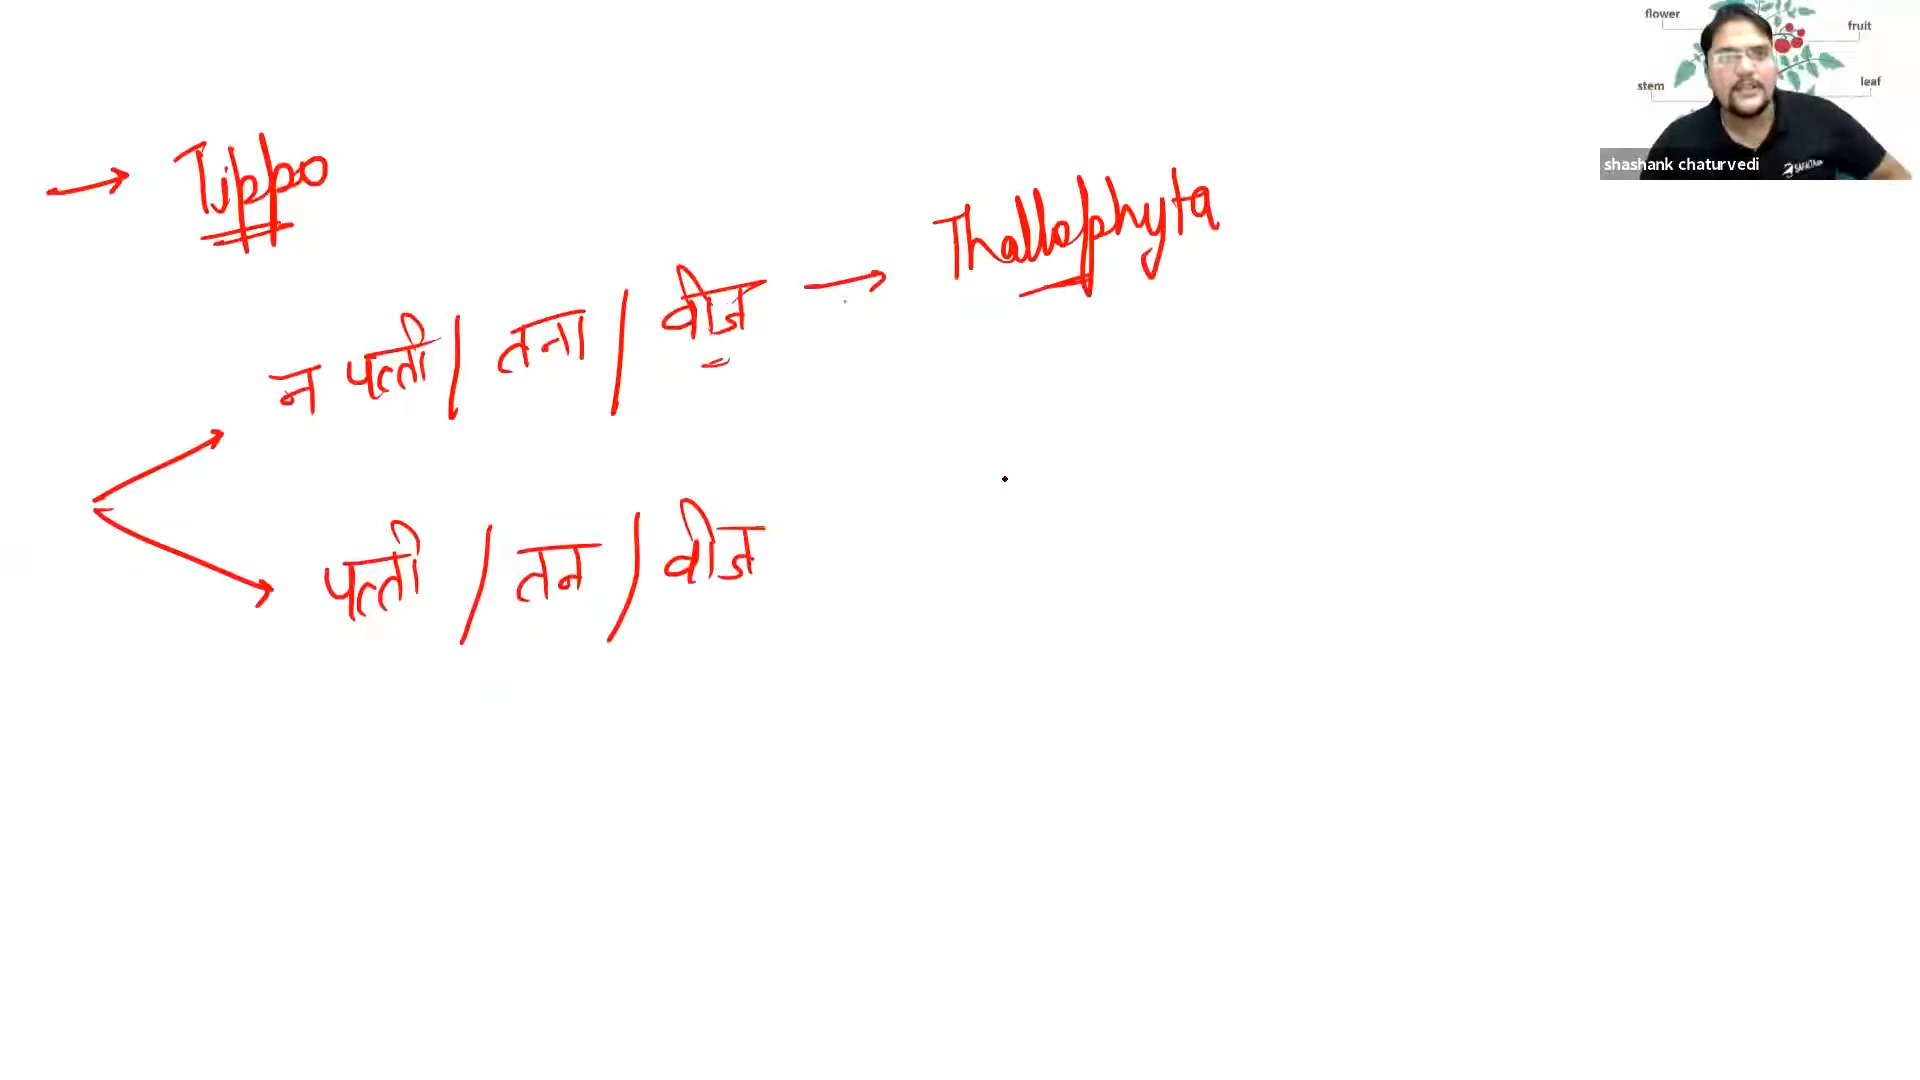 flower
fruit
stem
leaf
shashank chaturvedi
→ Tippo
न पत्ती / तना / बीज → Thallophyta
पत्ती / तन / बीज